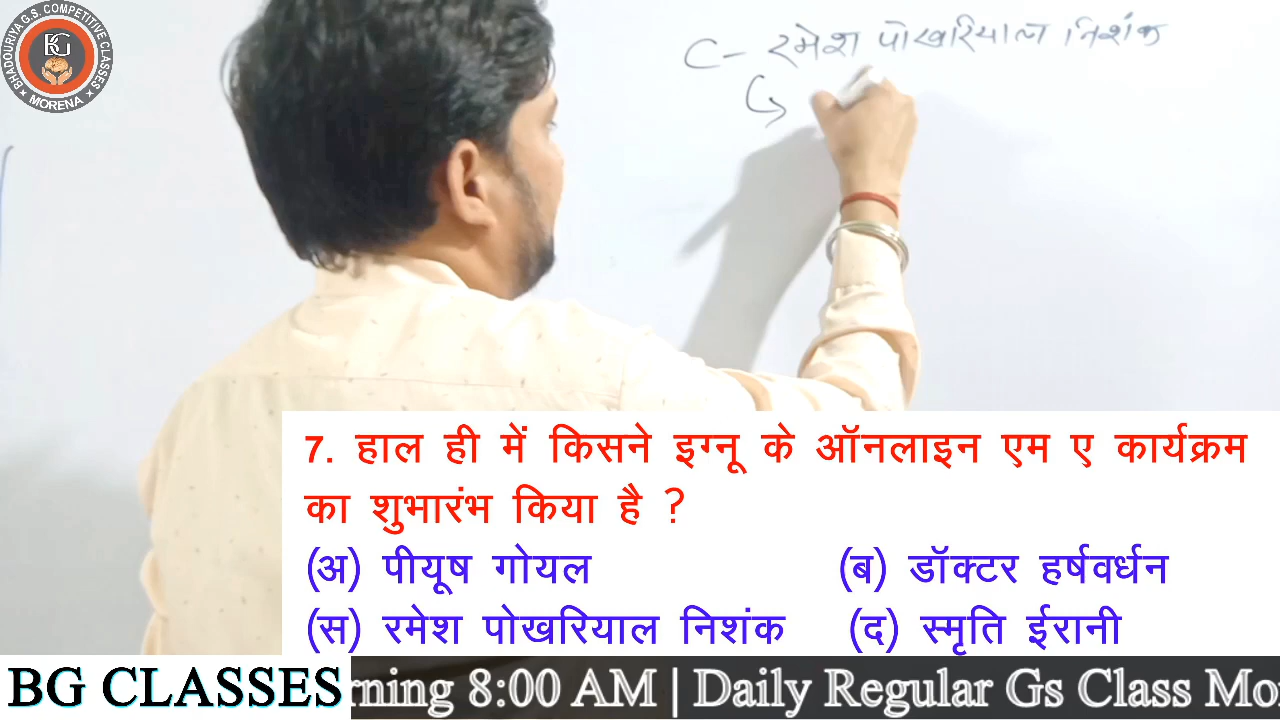 BHADOURIYA G.S. COMPETITIVE CLASSES
BG
MORENA
C- रमेश पोखरियाल निशंक
7. हाल ही में किसने इग्नू के ऑनलाइन एम ए कार्यक्रम
का शुभारंभ किया है ?
(अ) पीयूष गोयल (ब) डॉक्टर हर्षवर्धन
(स) रमेश पोखरियाल निशंक (द) स्मृति ईरानी
BG CLASSES rning 8:00 AM | Daily Regular Gs Class Mo